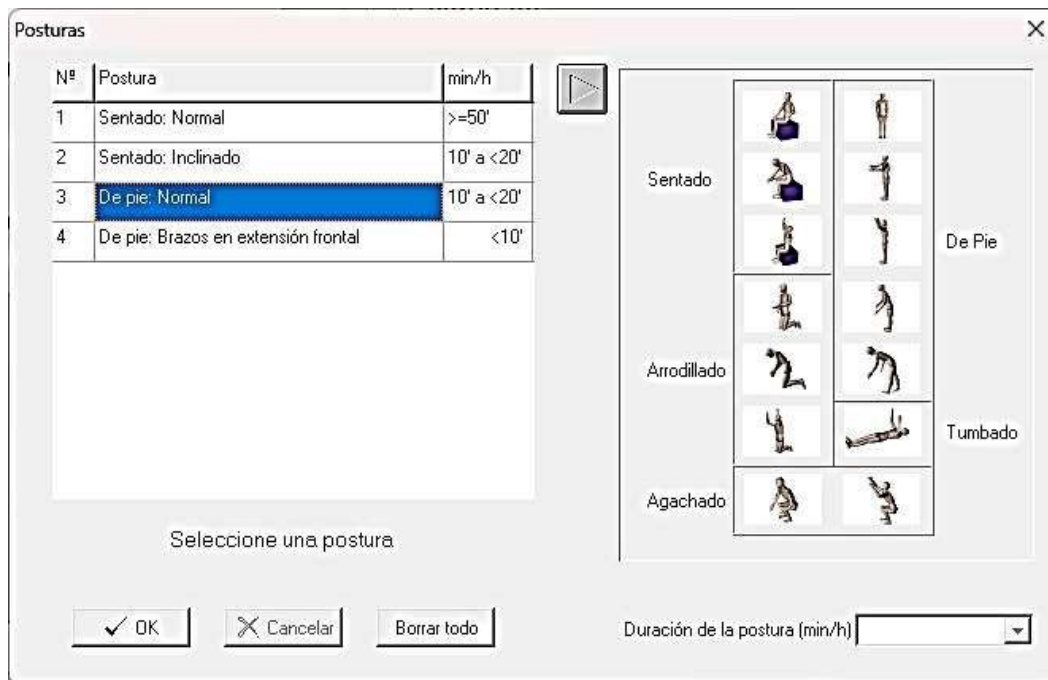 Posturas
Nº Postura min/h
1 Sentado: Normal >=50'
2 Sentado: Inclinado 10' a <20'
3 De pie: Normal 10' a <20'
4 De pie: Brazos en extensión frontal <10'
Seleccione una postura
OK Cancelar Borrar todo
Sentado
De Pie
Arrodillado
Tumbado
Agachado
Duración de la postura (min/h)